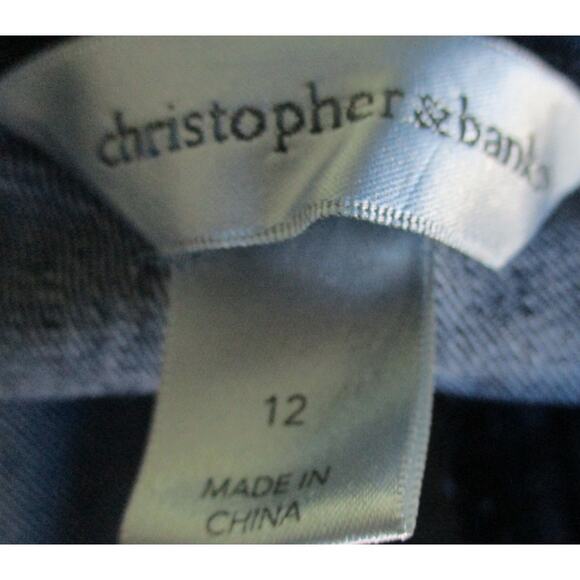 christopher & banks
12
MADE IN
CHINA